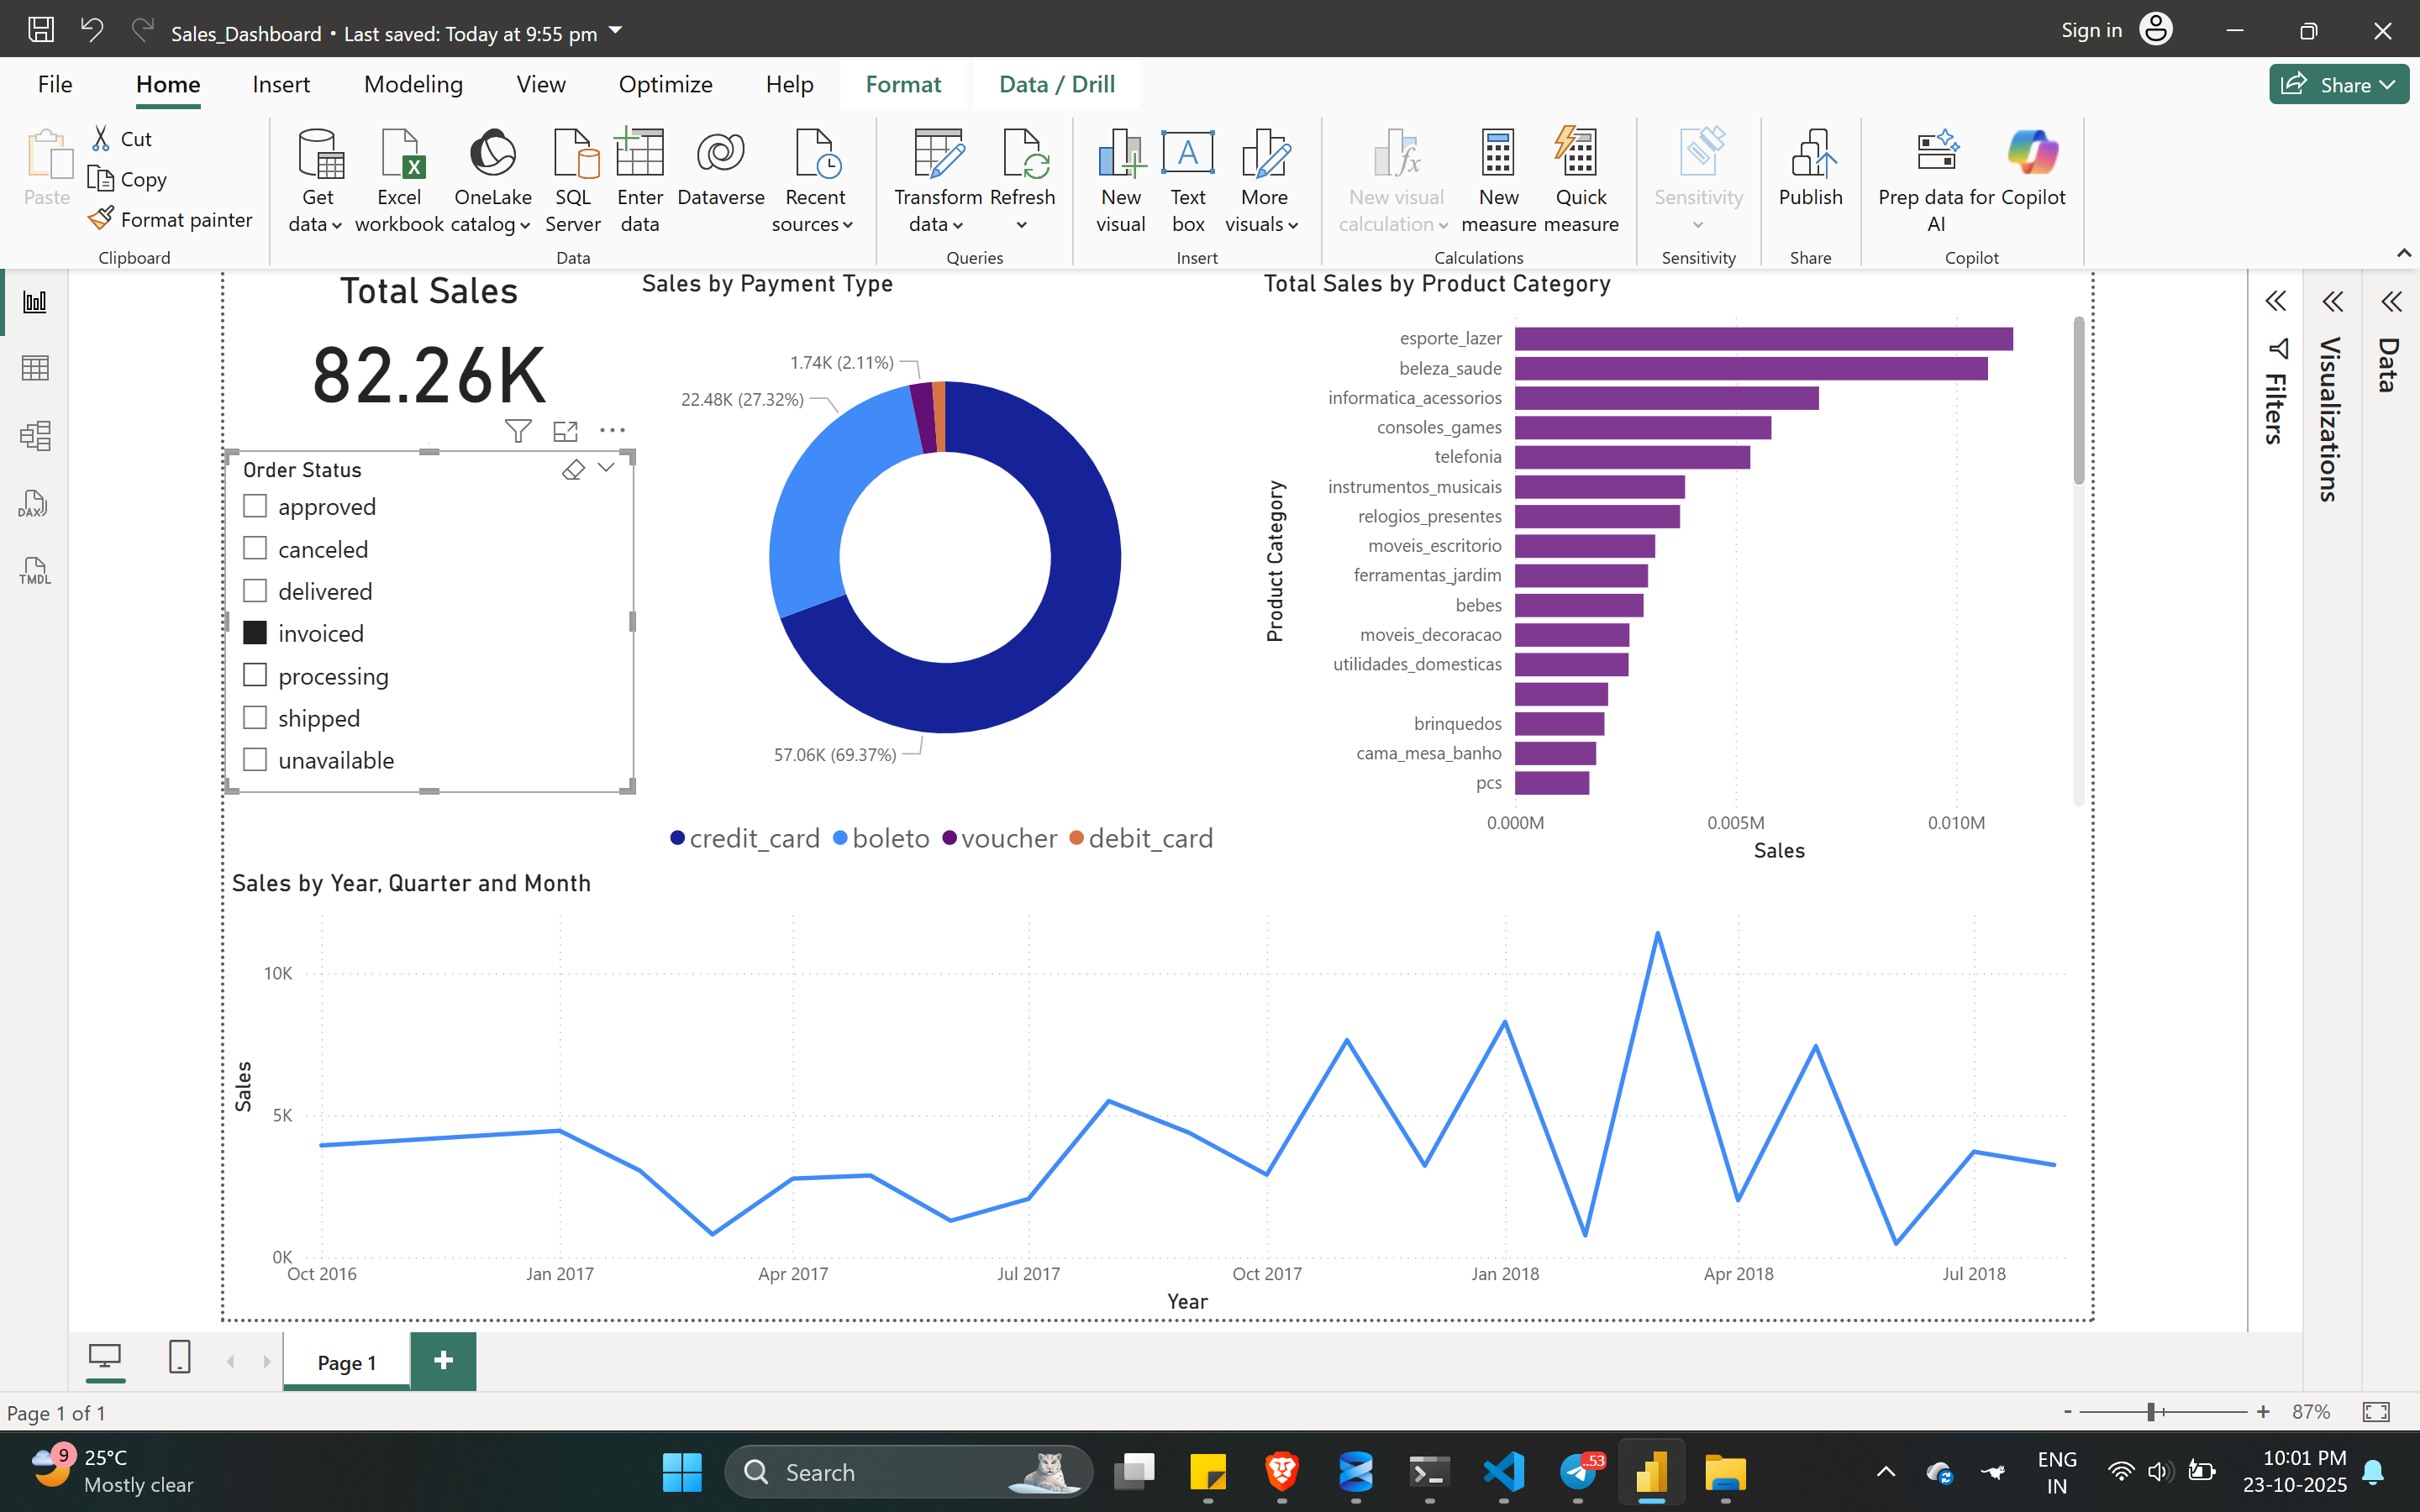 Sales_Dashboard • Last saved: Today at 9:55 pm
Sign in
File Home Insert Modeling View Optimize Help Format Data / Drill
Share
Paste
Cut
Copy
Format painter
Clipboard
Get data
Excel workbook
OneLake catalog
SQL Server
Enter data
Dataverse
Recent sources
Data
Transform data
Refresh
Queries
New visual
Text box
More visuals
Insert
New visual calculation
New measure
Quick measure
Calculations
Sensitivity
Sensitivity
Publish
Share
Prep data for AI
Copilot
Copilot
DAX
TMDL
Total Sales
82.26K
Order Status
approved
canceled
delivered
invoiced
processing
shipped
unavailable
Sales by Payment Type
1.74K (2.11%)
22.48K (27.32%)
57.06K (69.37%)
credit_card boleto voucher debit_card
Total Sales by Product Category
Product Category
esporte_lazer
beleza_saude
informatica_acessorios
consoles_games
telefonia
instrumentos_musicais
relogios_presentes
moveis_escritorio
ferramentas_jardim
bebes
moveis_decoracao
utilidades_domesticas
brinquedos
cama_mesa_banho
pcs
0.000M 0.005M 0.010M
Sales
Filters
Visualizations
Data
Sales by Year, Quarter and Month
Sales
10K
5K
0K
Oct 2016 Jan 2017 Apr 2017 Jul 2017 Oct 2017 Jan 2018 Apr 2018 Jul 2018
Year
Page 1
Page 1 of 1
- + 87%
9
25°C
Mostly clear
Search
..53
ENG
IN
10:01 PM
23-10-2025